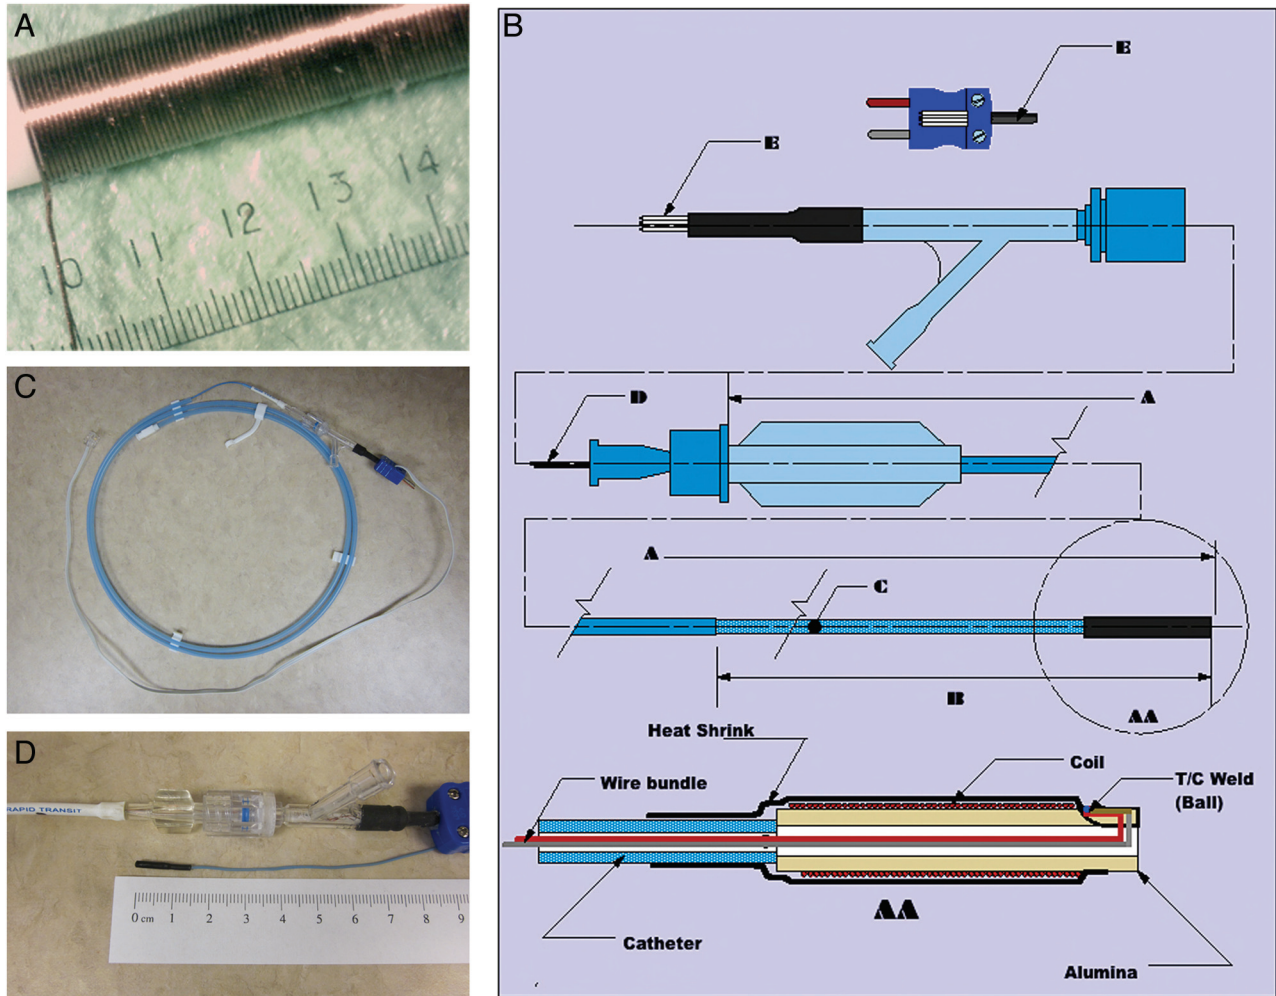 A
10 11 12 13 14
B
E
E
D
A
A
C
B
AA
Heat Shrink
Coil
Wire bundle
T/C Weld
(Ball)
AA
Catheter
Alumina
C
D
RAPID TRANSIT
0 cm 1 2 3 4 5 6 7 8 9